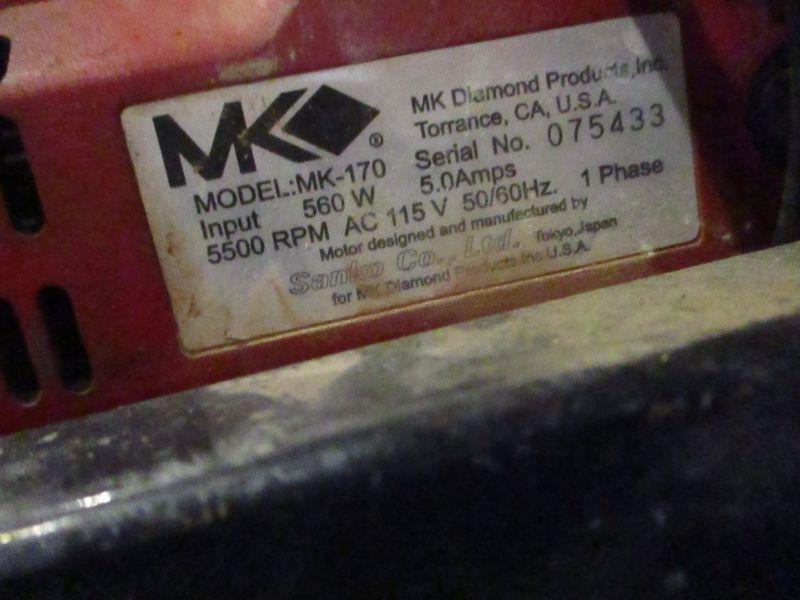 MK ®
MK Diamond Products, Inc.
Torrance, CA, U.S.A.
MODEL:MK-170 Serial No. 075433
Input 560 W 5.0Amps
5500 RPM AC 115 V 50/60Hz. 1 Phase
Motor designed and manufactured by
Sanko Co., Ltd. Tokyo,Japan
for MK Diamond Products Inc U.S.A.